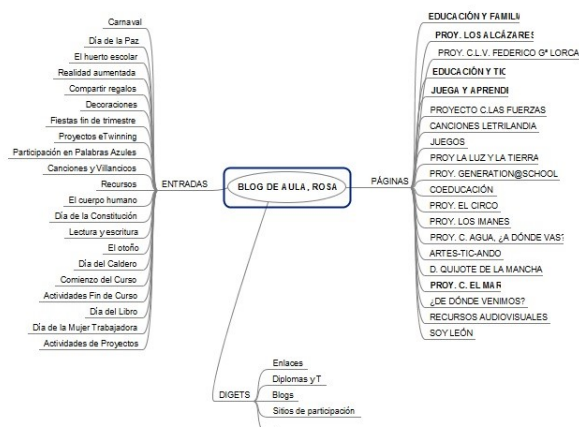 Carnaval
Día de la Paz
El huerto escolar
Realidad aumentada
Compartir regalos
Decoraciones
Fiestas fin de trimestre
Proyectos eTwinning
Participación en Palabras Azules
Canciones y Villancicos
Recursos
El cuerpo humano
Día de la Constitución
Lectura y escritura
El otoño
Día del Caldero
Comienzo del Curso
Actividades Fin de Curso
Día del Libro
Día de la Mujer Trabajadora
Actividades de Proyectos
ENTRADAS
BLOG DE AULA, ROSA
PÁGINAS
EDUCACIÓN Y FAMILI
PROY. LOS ALCÁZARES
PROY. C.L.V. FEDERICO Gª LORCA
EDUCACIÓN Y TIC
JUEGA Y APRENDI
PROYECTO C.LAS FUERZAS
CANCIONES LETRILANDIA
JUEGOS
PROY LA LUZ Y LA TIERRA
PROY. GENERATION@SCHOOL
COEDUCACIÓN
PROY. EL CIRCO
PROY. LOS IMANES
PROY. C. AGUA, ¿A DÓNDE VAS?
ARTES-TIC-ANDO
D. QUIJOTE DE LA MANCHA
PROY. C. EL MAR
¿DE DÓNDE VENIMOS?
RECURSOS AUDIOVISUALES
SOY LEÓN
DIGETS
Enlaces
Diplomas y T
Blogs
Sitios de participación